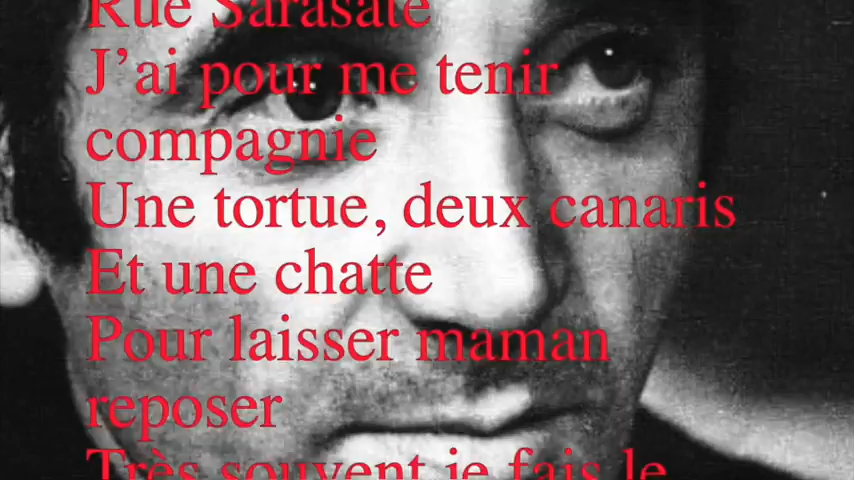 Rue Sarasate
J’ai pour me tenir
compagnie
Une tortue, deux canaris
Et une chatte
Pour laisser maman
reposer
Très souvent je fais le